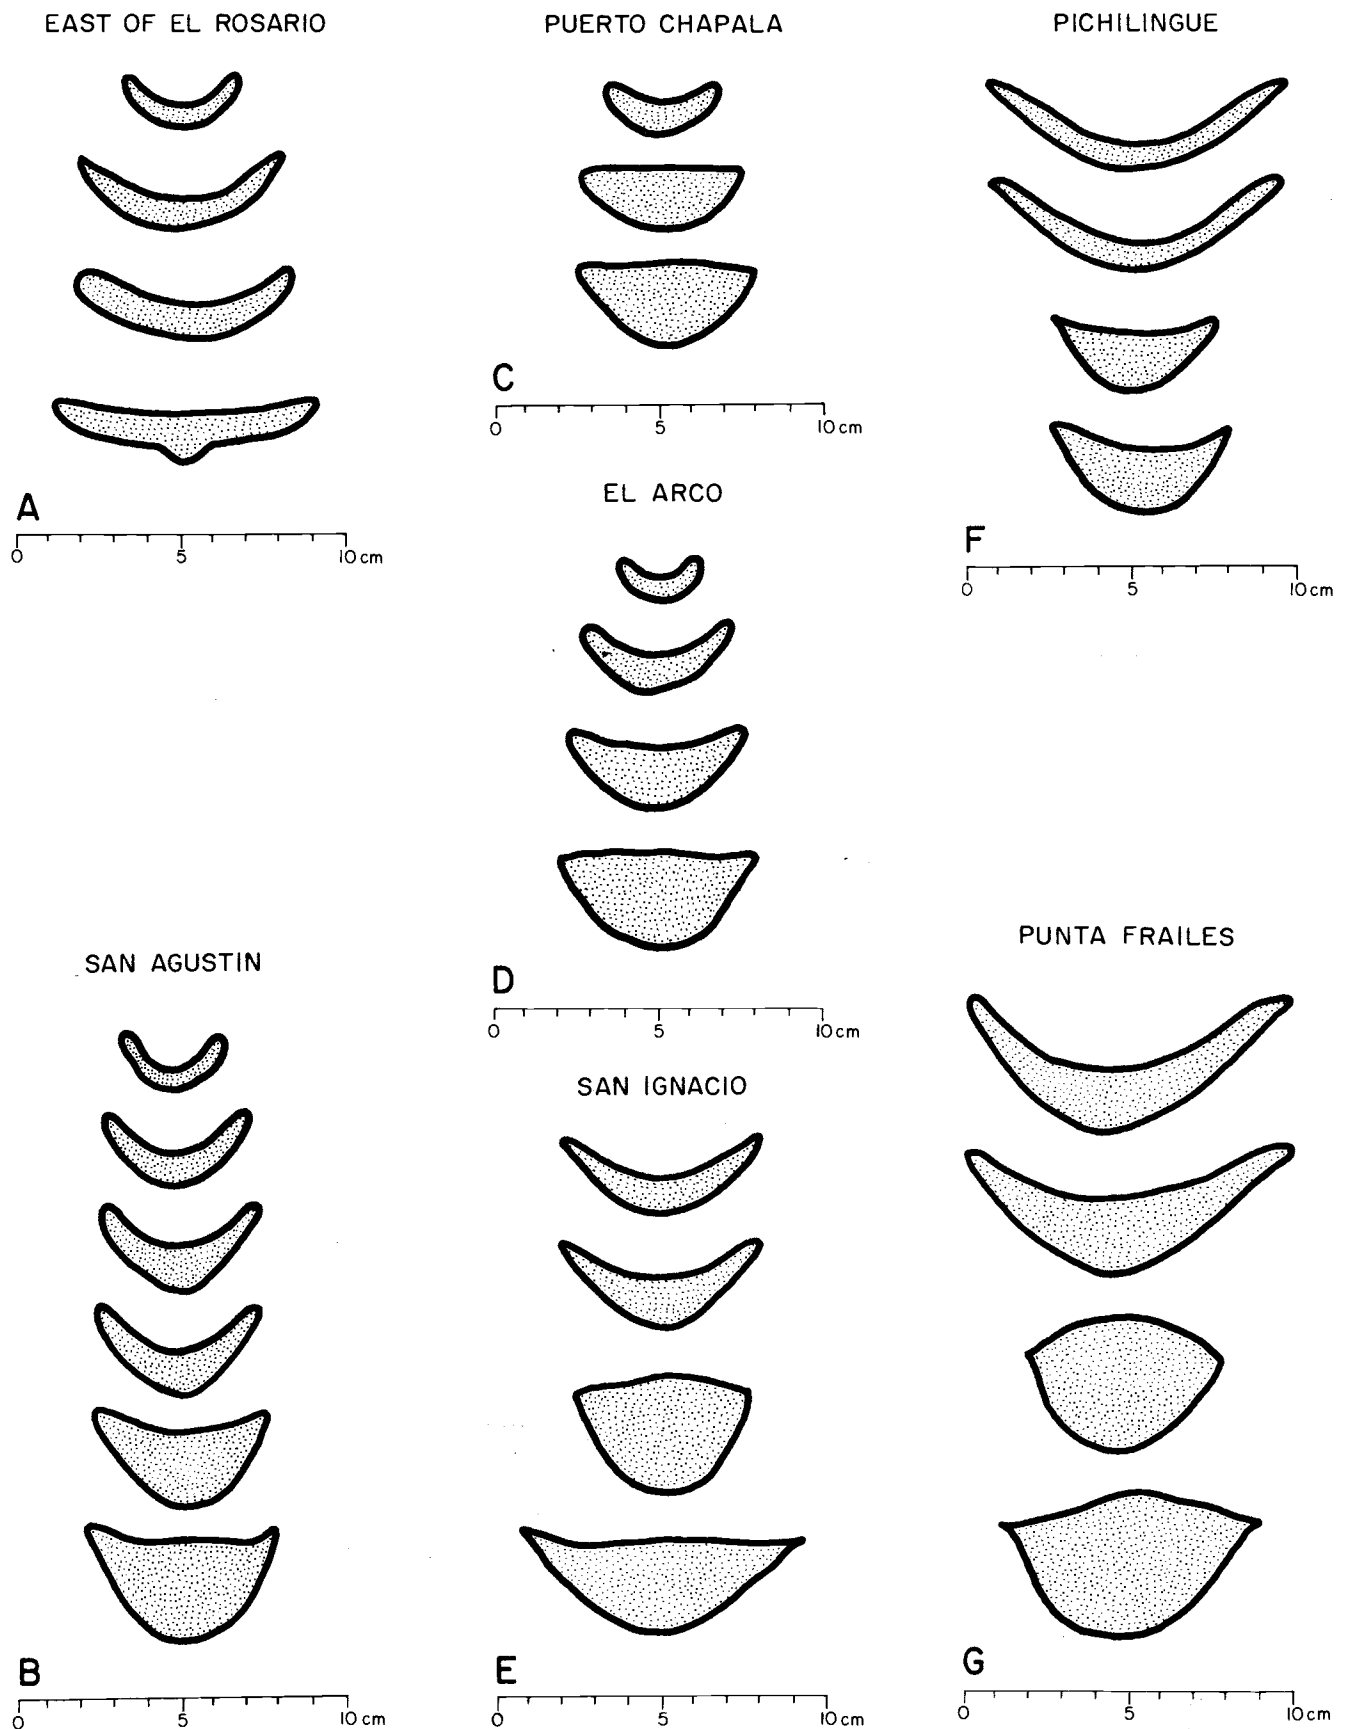 EAST OF EL ROSARIO
A
0 5 10 cm
SAN AGUSTIN
B
0 5 10 cm
PUERTO CHAPALA
C
0 5 10 cm
EL ARCO
D
0 5 10 cm
SAN IGNACIO
E
0 5 10 cm
PICHILINGUE
F
0 5 10 cm
PUNTA FRAILES
G
0 5 10 cm